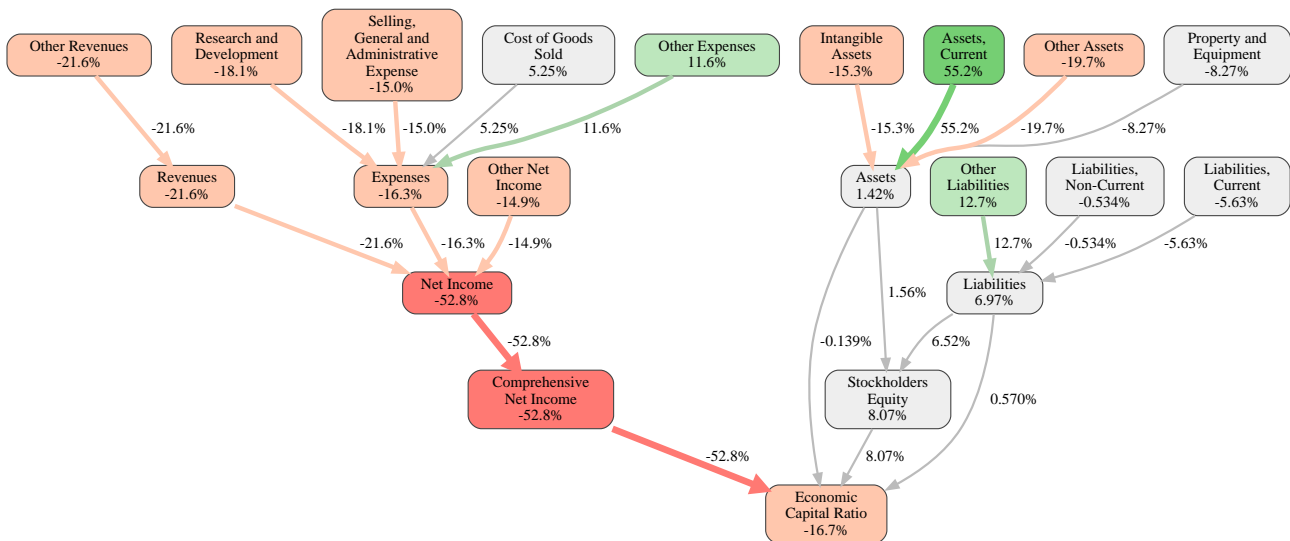 Other Revenues
-21.6%
Research and
Development
-18.1%
Selling,
General and
Administrative
Expense
-15.0%
Cost of Goods
Sold
5.25%
Other Expenses
11.6%
Intangible
Assets
-15.3%
Assets,
Current
55.2%
Other Assets
-19.7%
Property and
Equipment
-8.27%
-21.6%
-18.1%
-15.0%
5.25%
11.6%
-15.3%
55.2%
-19.7%
-8.27%
Revenues
-21.6%
Expenses
-16.3%
Other Net
Income
-14.9%
Assets
1.42%
Other
Liabilities
12.7%
Liabilities,
Non-Current
-0.534%
Liabilities,
Current
-5.63%
-21.6%
-16.3%
-14.9%
12.7%
-0.534%
-5.63%
Net Income
-52.8%
1.56%
Liabilities
6.97%
-52.8%
-0.139%
6.52%
Comprehensive
Net Income
-52.8%
Stockholders
Equity
8.07%
0.570%
-52.8%
8.07%
Economic
Capital Ratio
-16.7%